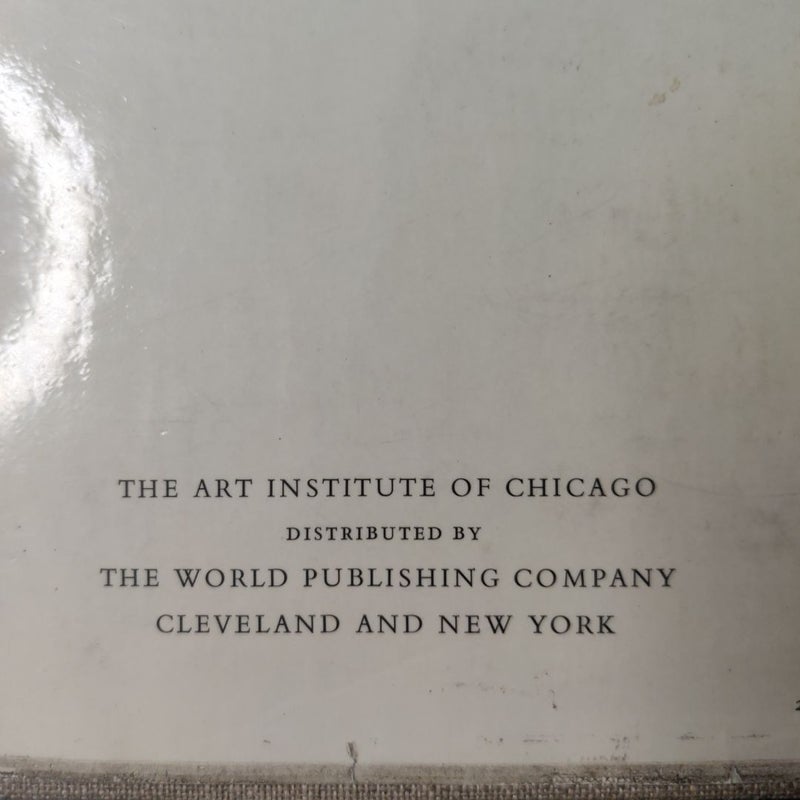 THE ART INSTITUTE OF CHICAGO
DISTRIBUTED BY
THE WORLD PUBLISHING COMPANY
CLEVELAND AND NEW YORK